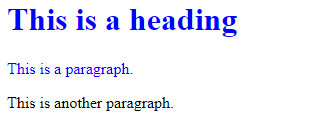 This is a heading
This is a paragraph.
This is another paragraph.